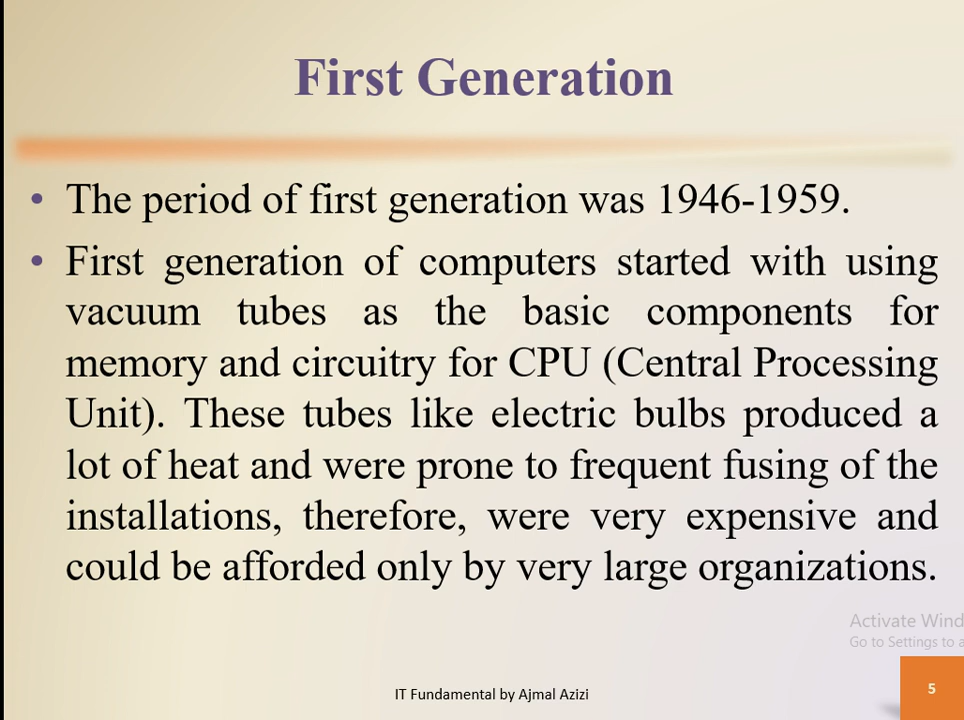 First Generation
• The period of first generation was 1946-1959.
• First generation of computers started with using
vacuum tubes as the basic components for
memory and circuitry for CPU (Central Processing
Unit). These tubes like electric bulbs produced a
lot of heat and were prone to frequent fusing of the
installations, therefore, were very expensive and
could be afforded only by very large organizations.
Activate Wind
Go to Settings to a
IT Fundamental by Ajmal Azizi
5